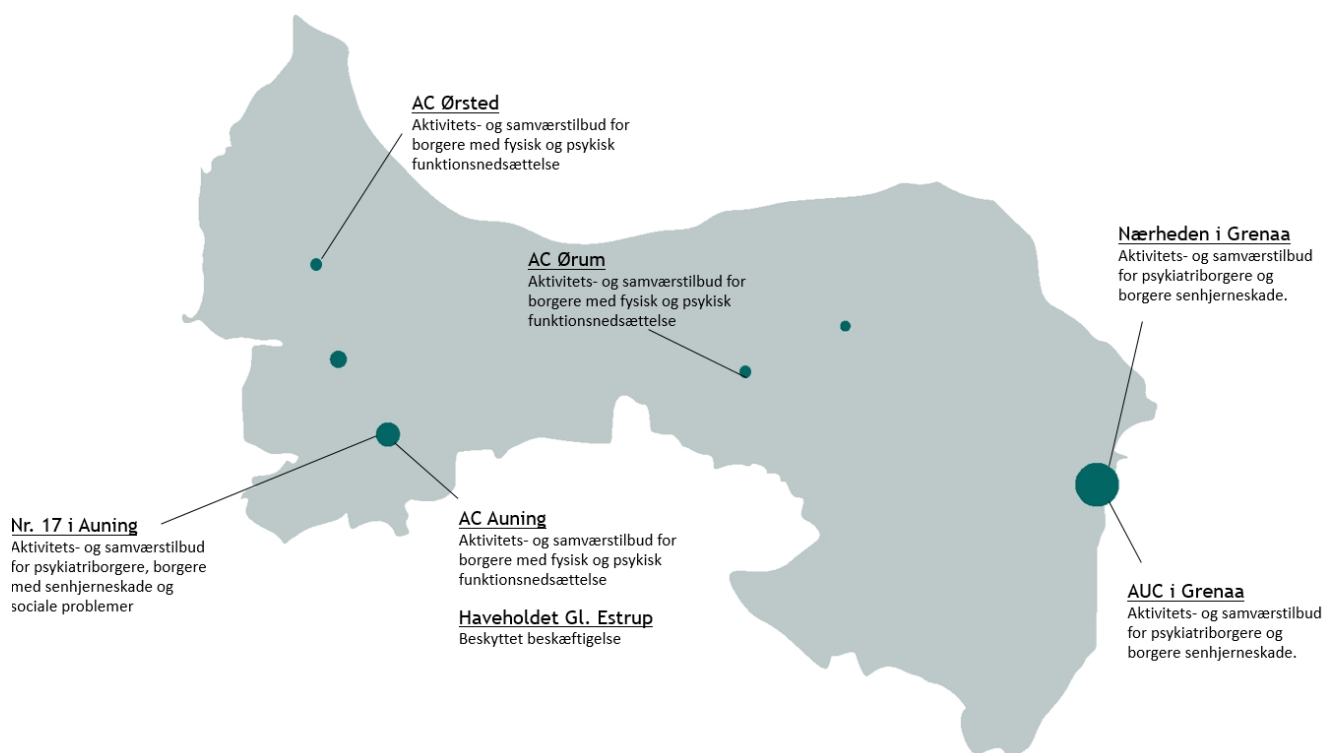 AC Ørsted
Aktivitets- og samværstilbud for
borgere med fysisk og psykisk
funktionsnedsættelse
AC Ørum
Aktivitets- og samværstilbud for
borgere med fysisk og psykisk
funktionsnedsættelse
Nærheden i Grenaa
Aktivitets- og samværstilbud
for psykiatriborgere og
borgere senhjerneskade.
Nr. 17 i Auning
Aktivitets- og samværstilbud
for psykiatriborgere, borgere
med senhjerneskade og
sociale problemer
AC Auning
Aktivitets- og samværstilbud for
borgere med fysisk og psykisk
funktionsnedsættelse
Haveholdet Gl. Estrup
Beskyttet beskæftigelse
AUC i Grenaa
Aktivitets- og samværstilbud
for psykiatriborgere og
borgere senhjerneskade.